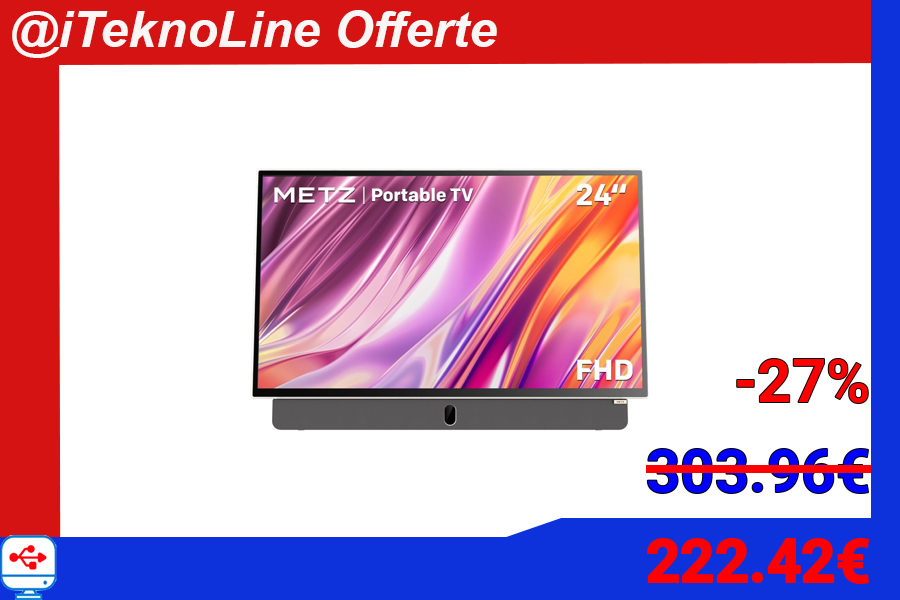 @iTeknoLine Offerte
METZ | Portable TV
24“
FHD
-27%
303.96€
222.42€